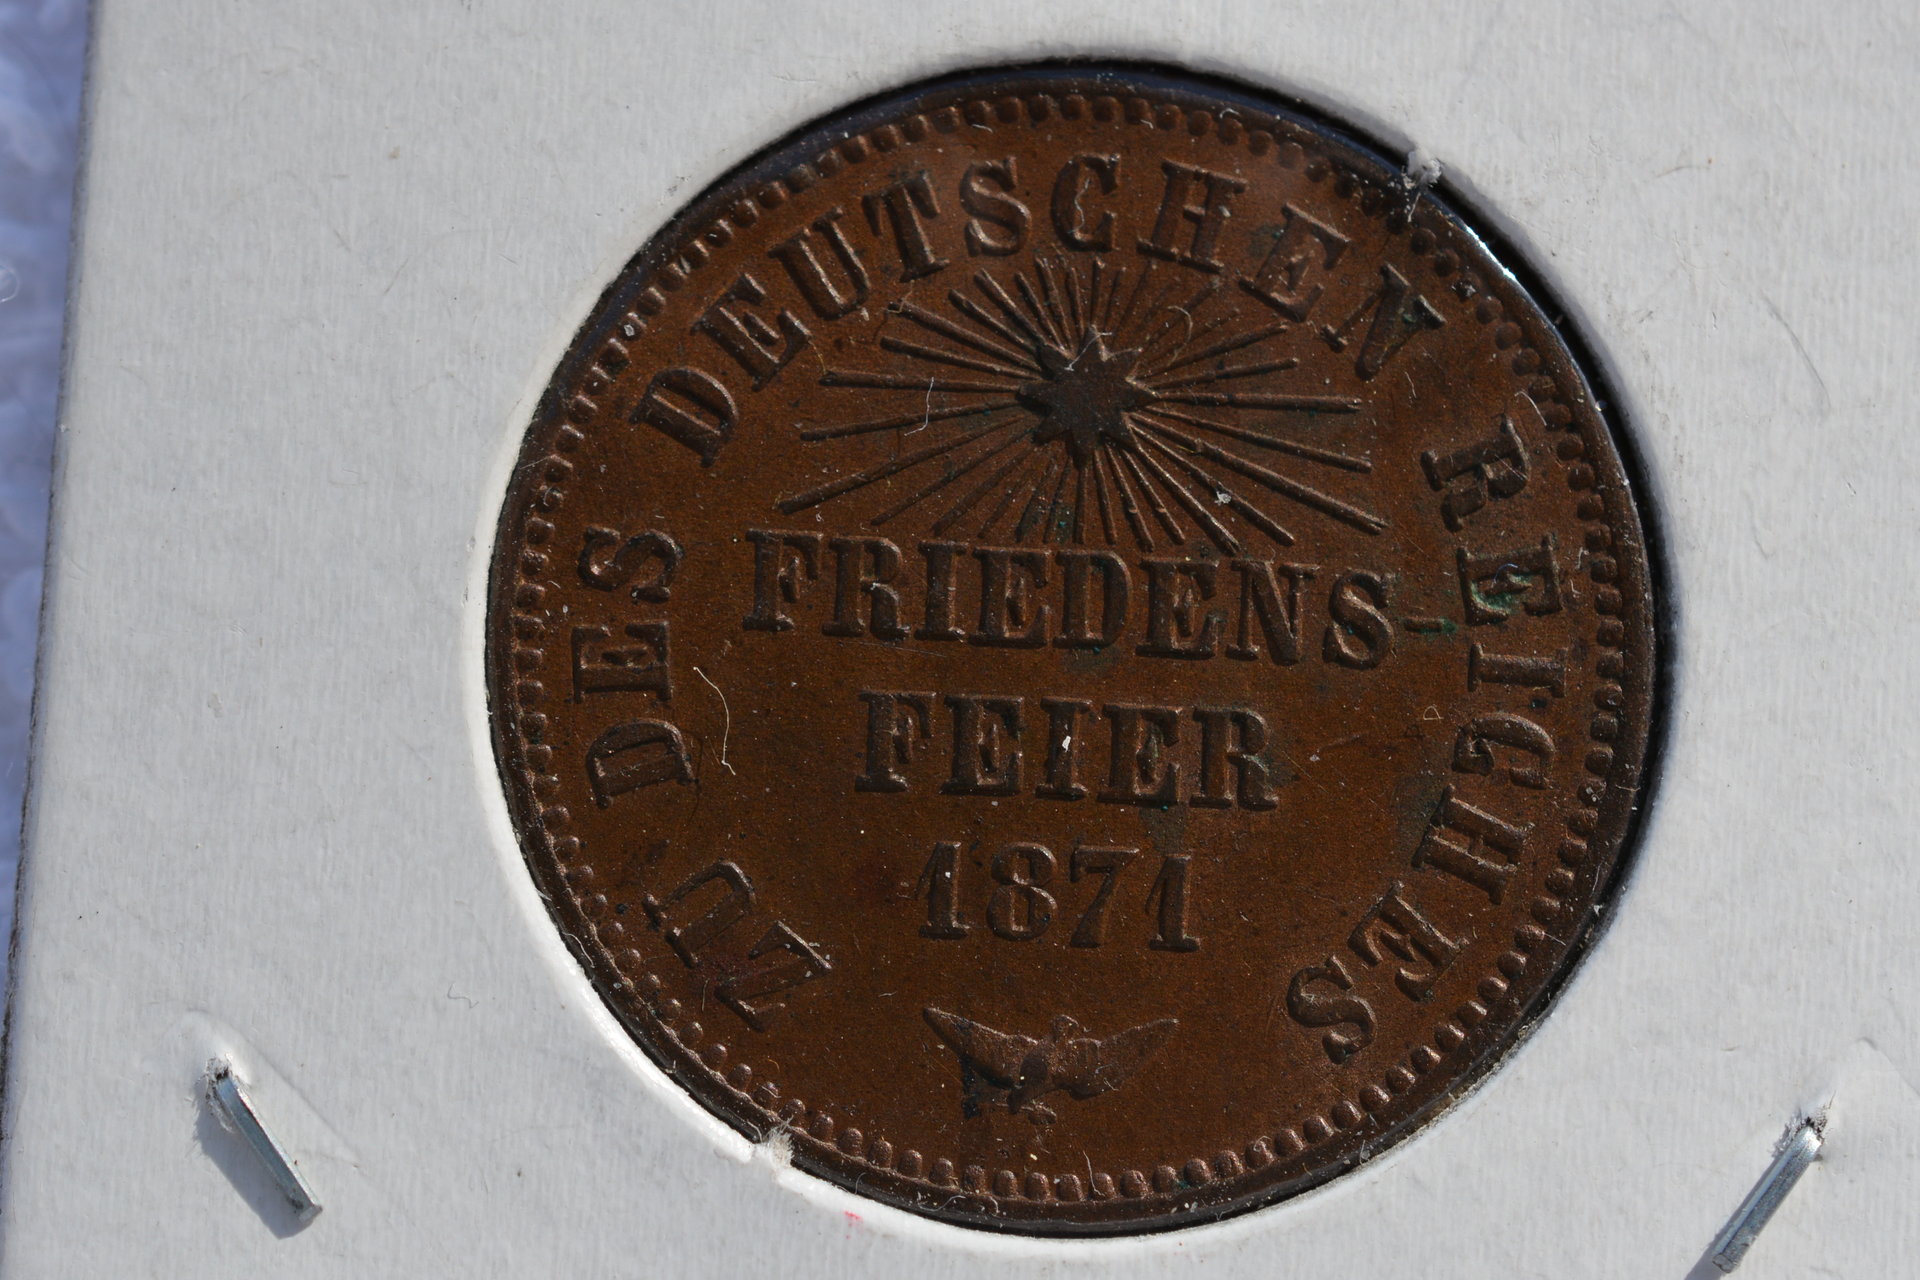 ZU DES DEUTSCHEN REICHES
FRIEDENS-
FEIER
1871